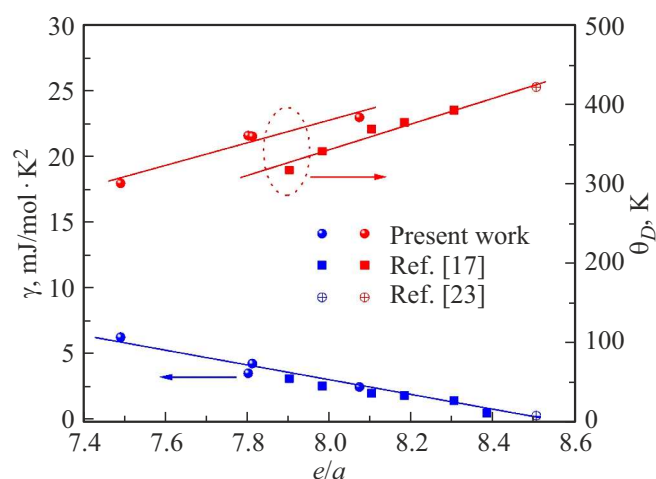 30
25
20
15
10
5
0
γ, mJ/mol · K²
500
400
300
200
100
0
θ_D, K
Present work
Ref. [17]
Ref. [23]
7.4 7.6 7.8 8.0 8.2 8.4 8.6
e/a